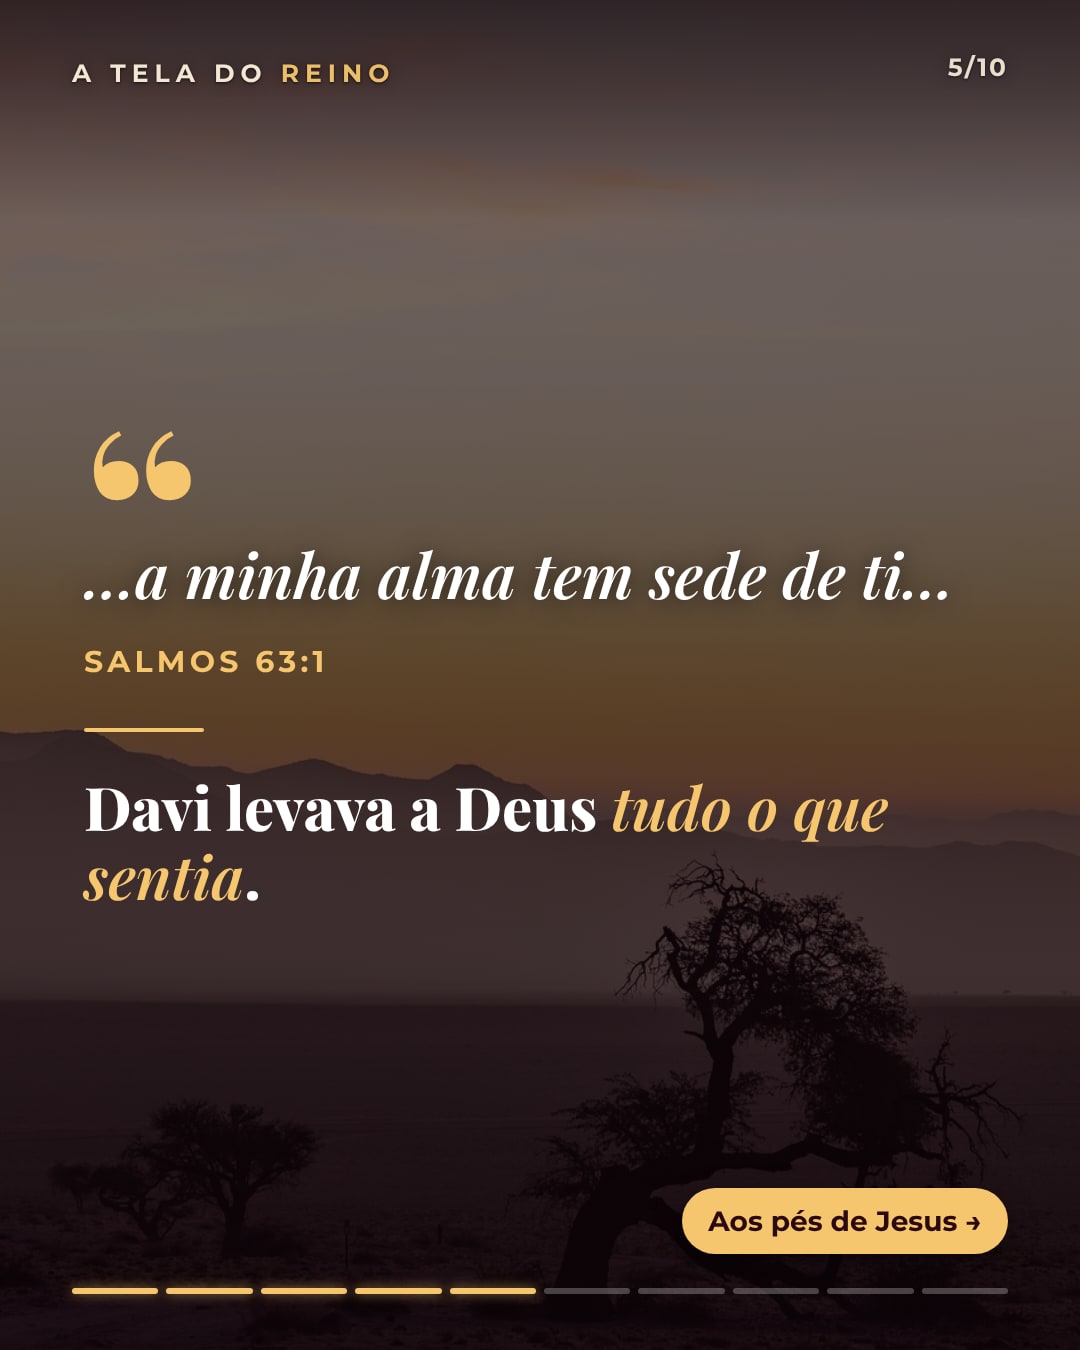 A TELA DO REINO
5/10
“
...a minha alma tem sede de ti...
SALMOS 63:1
Davi levava a Deus tudo o que
sentia.
Aos pés de Jesus →